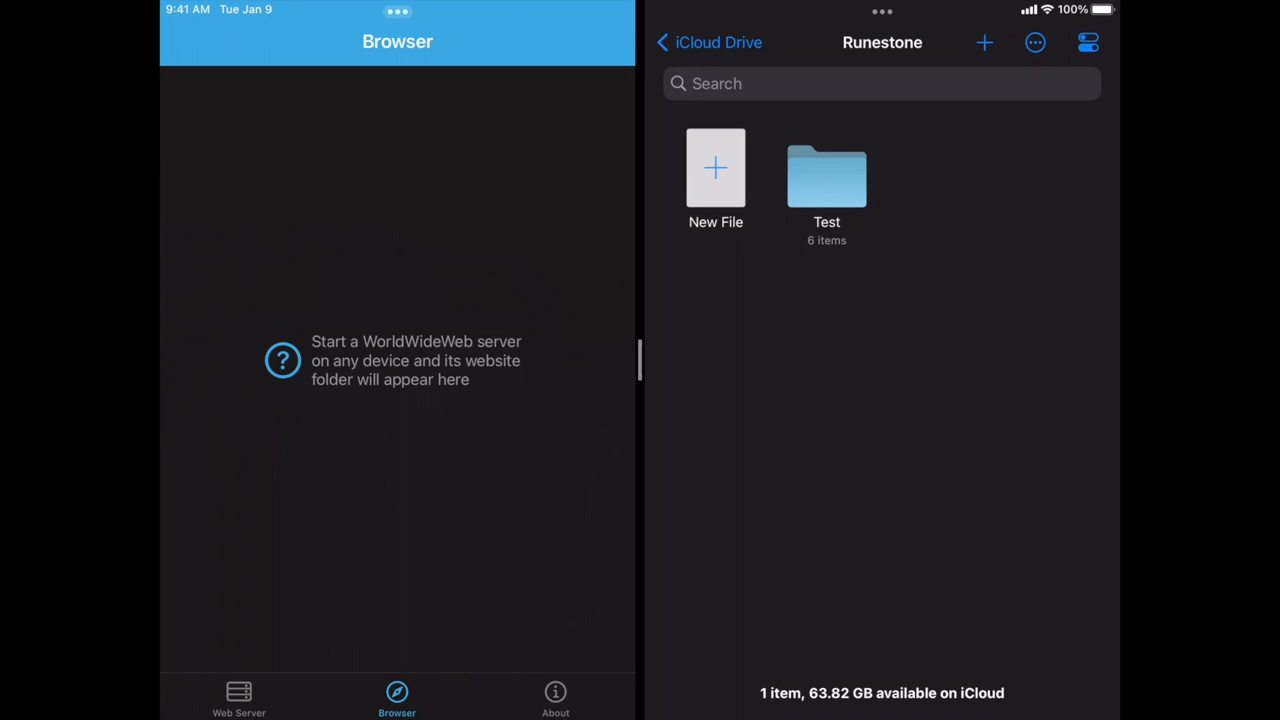 9:41 AM Tue Jan 9
Browser
Start a WorldWideWeb server
on any device and its website
folder will appear here
Web Server
Browser
About
100%
iCloud Drive
Runestone
Search
New File
Test
6 items
1 item, 63.82 GB available on iCloud